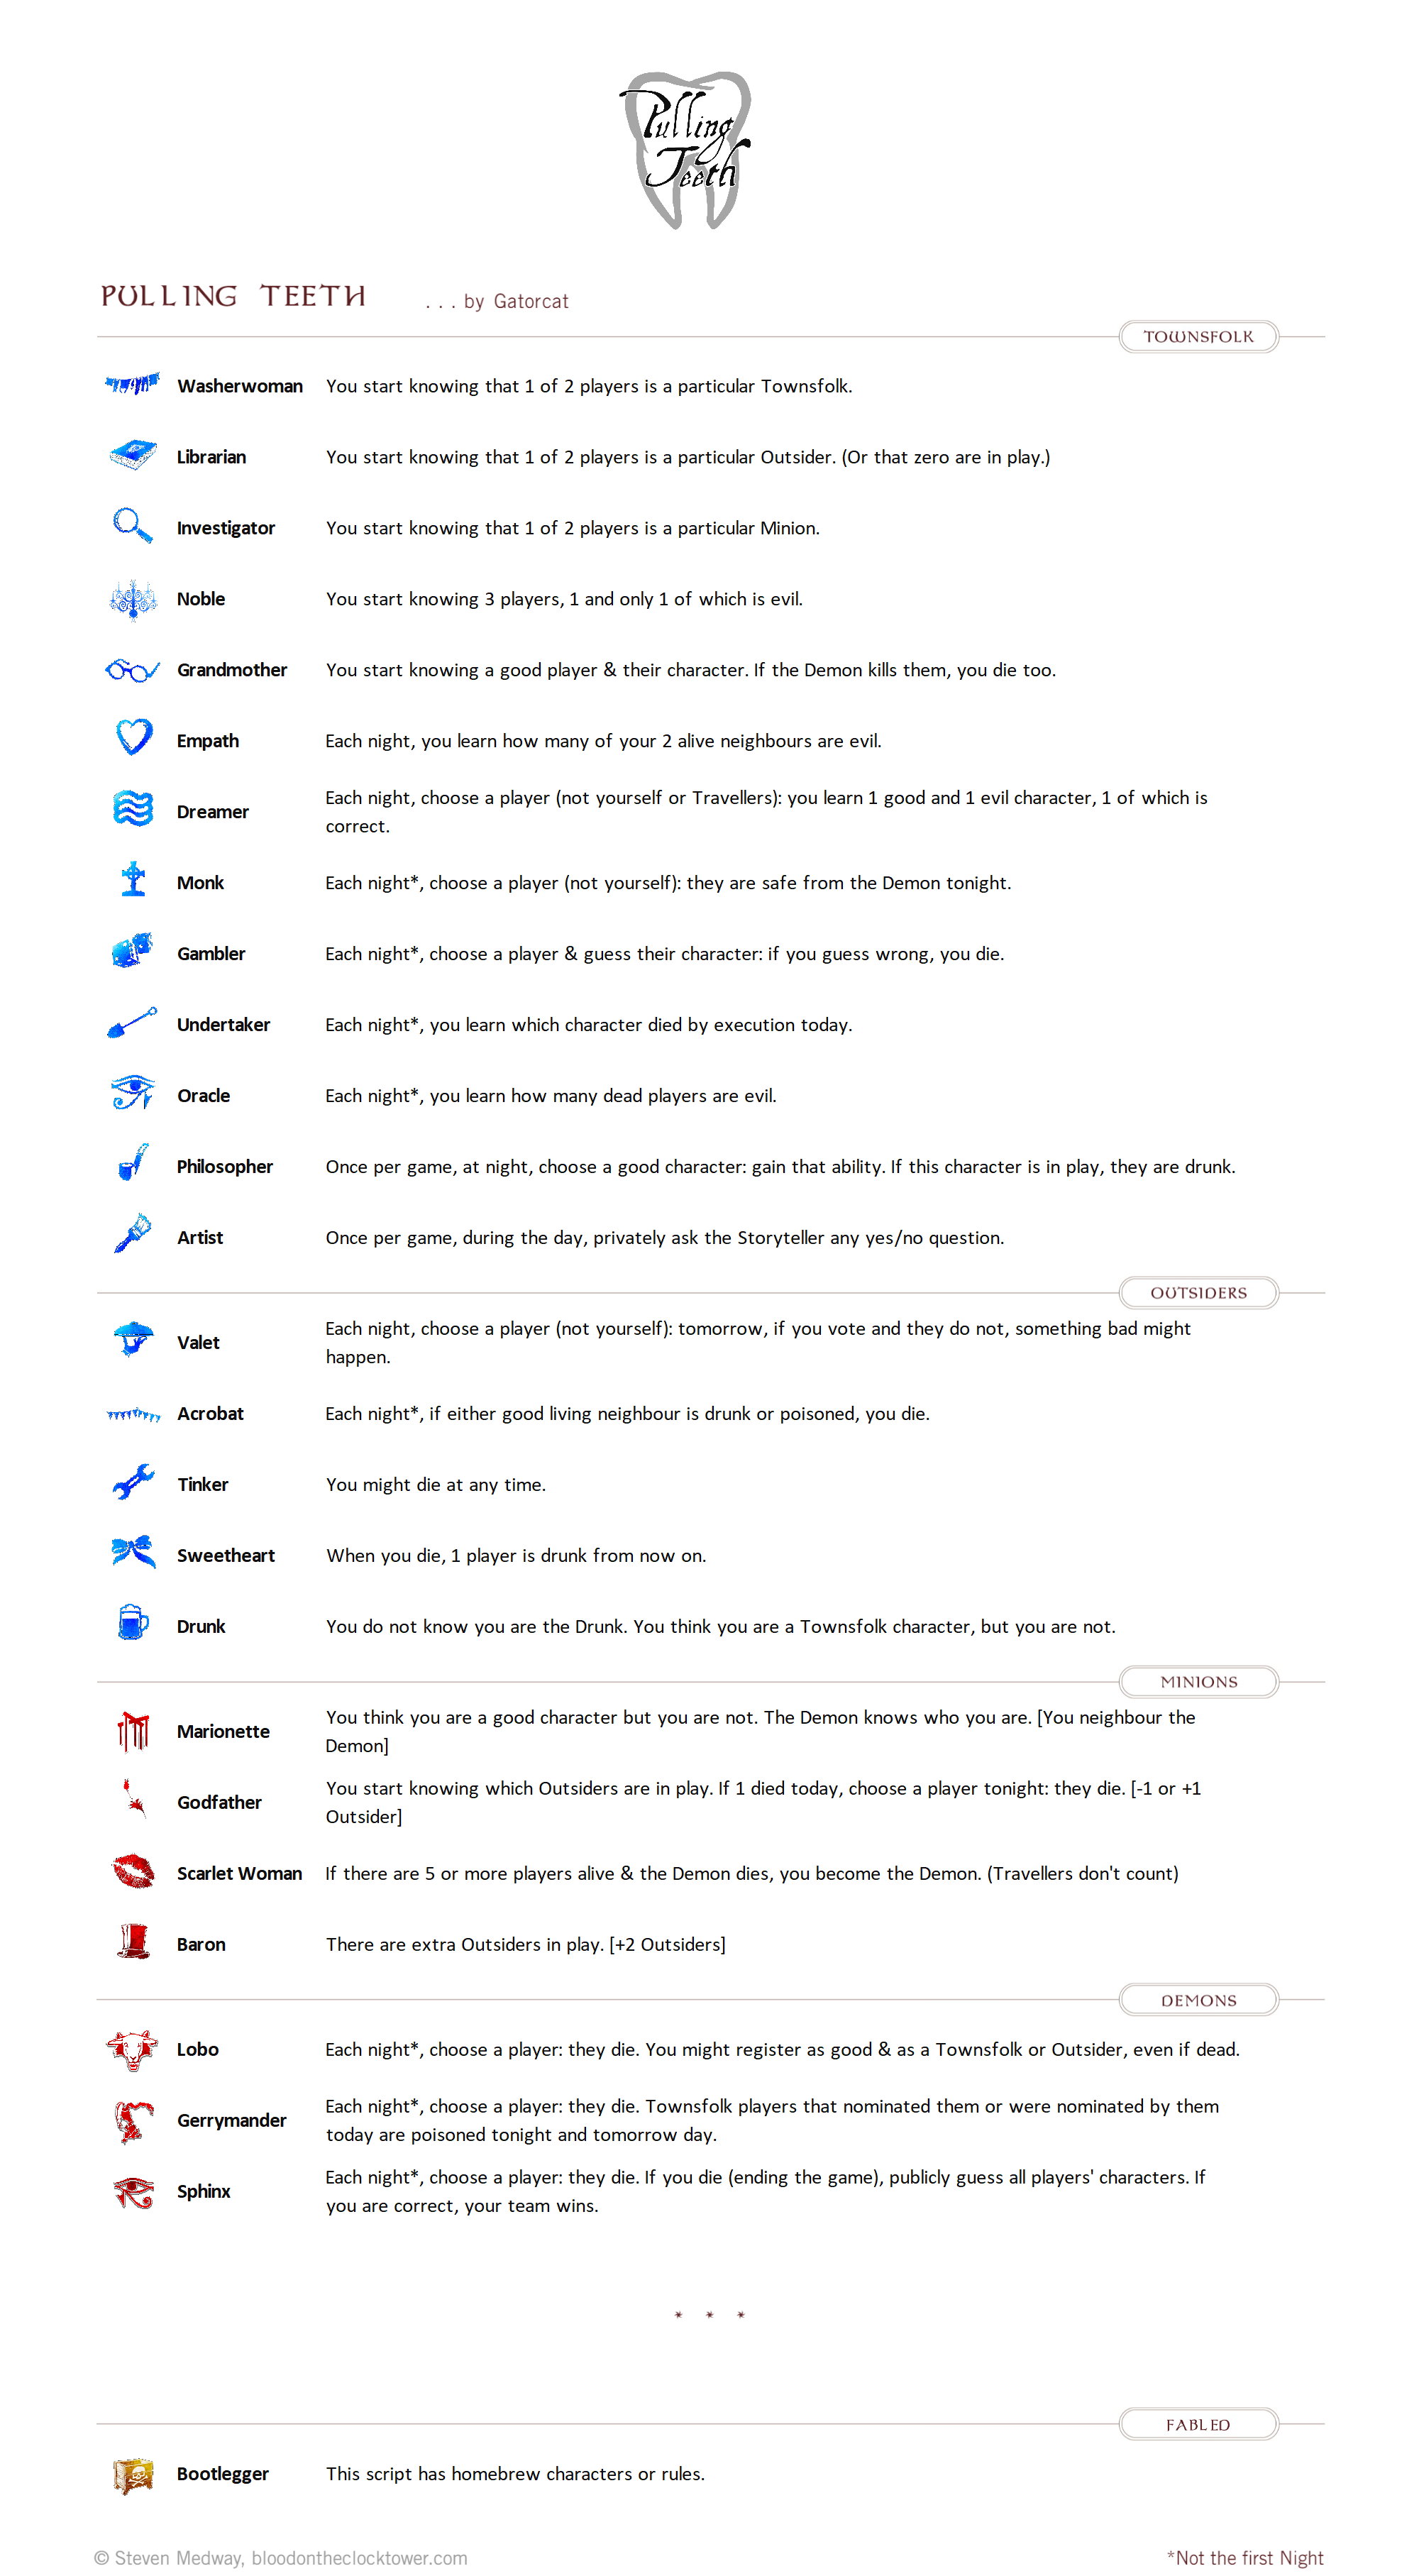 Pulling
Teeth
PULLING TEETH
. . . by Gatorcat
TOWNSFOLK
Washerwoman You start knowing that 1 of 2 players is a particular Townsfolk.
Librarian You start knowing that 1 of 2 players is a particular Outsider. (Or that zero are in play.)
Investigator You start knowing that 1 of 2 players is a particular Minion.
Noble You start knowing 3 players, 1 and only 1 of which is evil.
Grandmother You start knowing a good player & their character. If the Demon kills them, you die too.
Empath Each night, you learn how many of your 2 alive neighbours are evil.
Dreamer Each night, choose a player (not yourself or Travellers): you learn 1 good and 1 evil character, 1 of which is
correct.
Monk Each night*, choose a player (not yourself): they are safe from the Demon tonight.
Gambler Each night*, choose a player & guess their character: if you guess wrong, you die.
Undertaker Each night*, you learn which character died by execution today.
Oracle Each night*, you learn how many dead players are evil.
Philosopher Once per game, at night, choose a good character: gain that ability. If this character is in play, they are drunk.
Artist Once per game, during the day, privately ask the Storyteller any yes/no question.
OUTSIDERS
Valet Each night, choose a player (not yourself): tomorrow, if you vote and they do not, something bad might
happen.
Acrobat Each night*, if either good living neighbour is drunk or poisoned, you die.
Tinker You might die at any time.
Sweetheart When you die, 1 player is drunk from now on.
Drunk You do not know you are the Drunk. You think you are a Townsfolk character, but you are not.
MINIONS
Marionette You think you are a good character but you are not. The Demon knows who you are. [You neighbour the
Demon]
Godfather You start knowing which Outsiders are in play. If 1 died today, choose a player tonight: they die. [-1 or +1
Outsider]
Scarlet Woman If there are 5 or more players alive & the Demon dies, you become the Demon. (Travellers don't count)
Baron There are extra Outsiders in play. [+2 Outsiders]
DEMONS
Lobo Each night*, choose a player: they die. You might register as good & as a Townsfolk or Outsider, even if dead.
Gerrymander Each night*, choose a player: they die. Townsfolk players that nominated them or were nominated by them
today are poisoned tonight and tomorrow day.
Sphinx Each night*, choose a player: they die. If you die (ending the game), publicly guess all players' characters. If
you are correct, your team wins.
* * *
FABLED
Bootlegger This script has homebrew characters or rules.
© Steven Medway, bloodontheclocktower.com
*Not the first Night